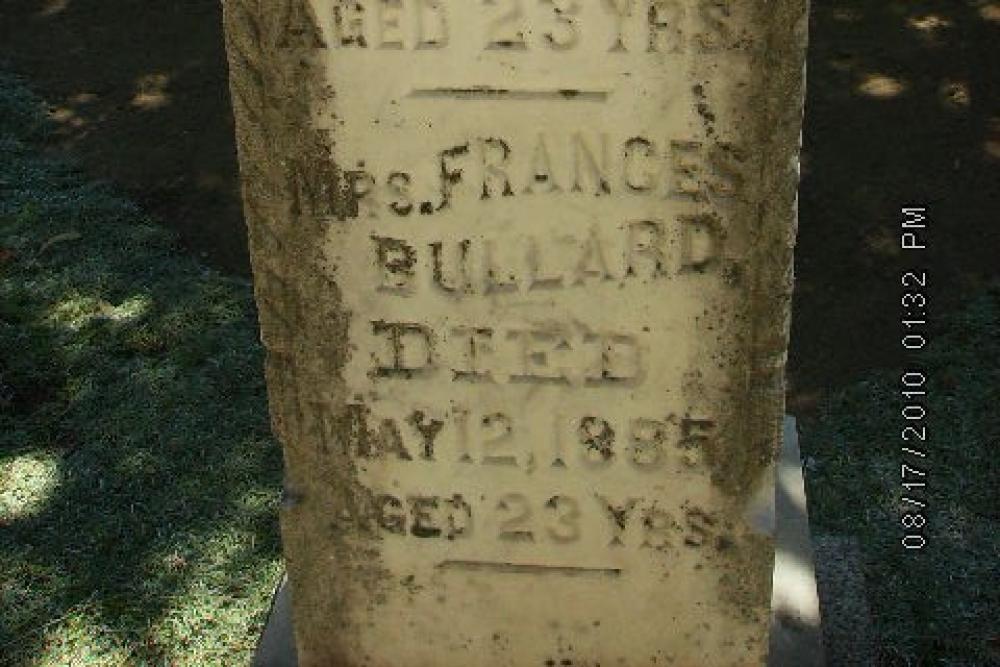 AGED 23 YRS.
MRS. FRANCES
BULLARD,
DIED
MAY 12, 1885
AGED 23 YRS.
08/17/2010 01:32 PM